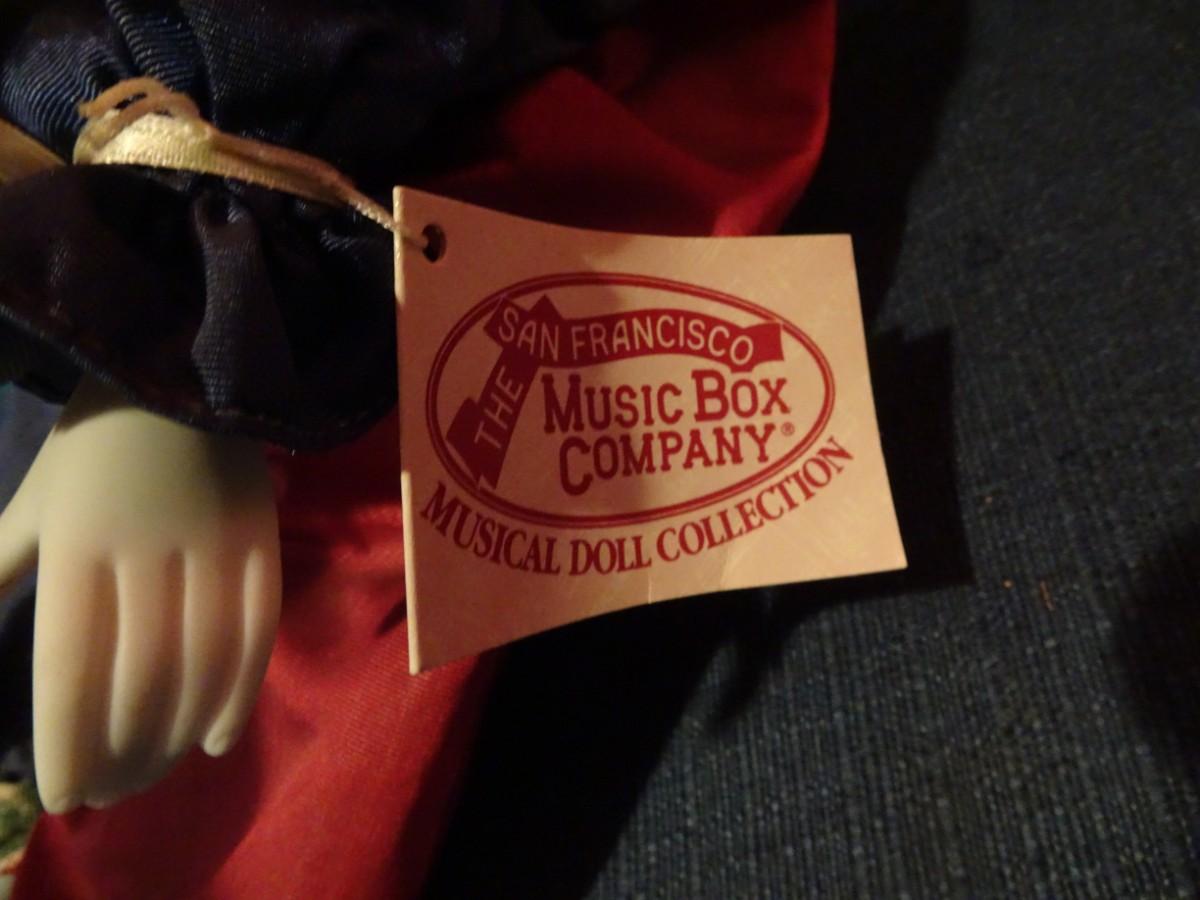 THE SAN FRANCISCO
MUSIC BOX
COMPANY®
MUSICAL DOLL COLLECTION